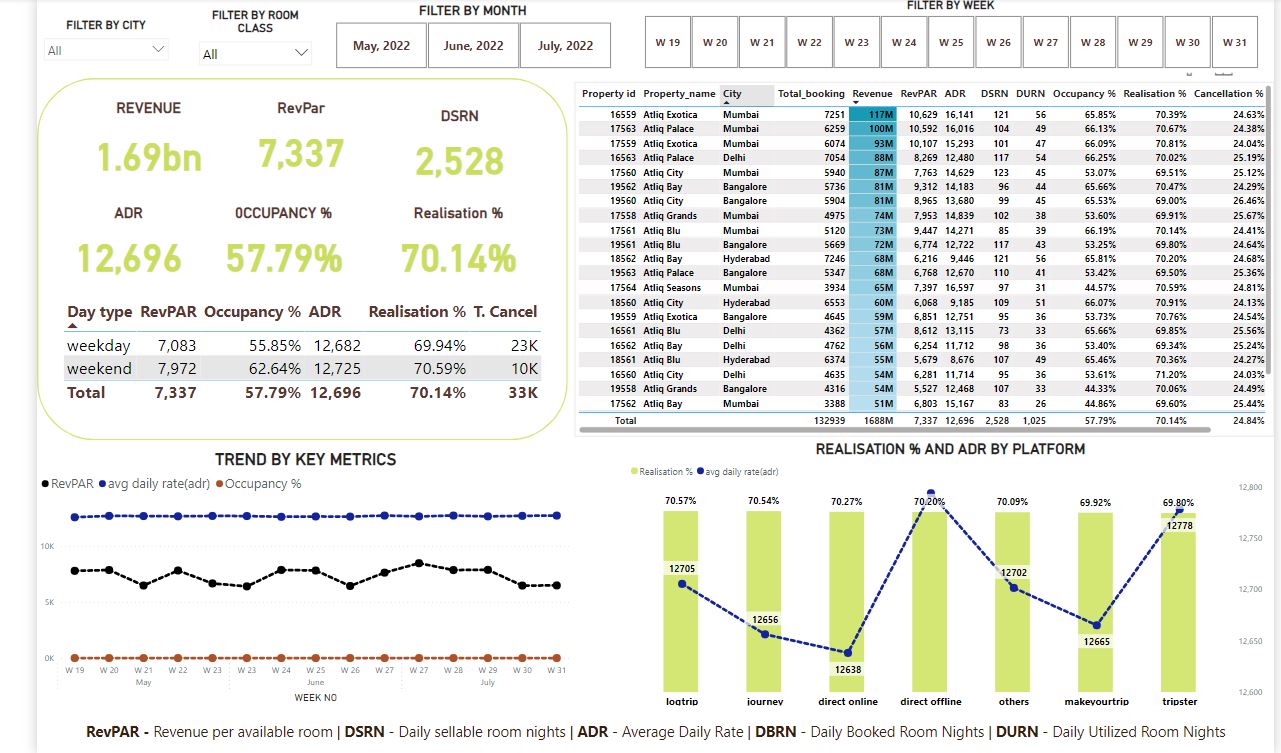 FILTER BY CITY
All
FILTER BY ROOM
CLASS
All
FILTER BY MONTH
May, 2022 June, 2022 July, 2022
FILTER BY WEEK
W 19 W 20 W 21 W 22 W 23 W 24 W 25 W 26 W 27 W 28 W 29 W 30 W 31
REVENUE RevPar DSRN
1.69bn 7,337 2,528
ADR OCCUPANCY % Realisation %
12,696 57.79% 70.14%
Day type RevPAR Occupancy % ADR Realisation % T. Cancel
weekday 7,083 55.85% 12,682 69.94% 23K
weekend 7,972 62.64% 12,725 70.59% 10K
Total 7,337 57.79% 12,696 70.14% 33K
Property id Property_name City Total_booking Revenue RevPAR ADR DSRN DURN Occupancy % Realisation % Cancellation %
16559 Atliq Exotica Mumbai 7251 117M 10,629 16,141 121 56 65.85% 70.39% 24.63%
17563 Atliq Palace Mumbai 6259 100M 10,592 16,016 104 49 66.13% 70.67% 24.38%
17559 Atliq Exotica Mumbai 6074 93M 10,107 15,293 101 47 66.09% 70.81% 24.04%
16563 Atliq Palace Delhi 7054 88M 8,269 12,480 117 54 66.25% 70.02% 25.19%
17560 Atliq City Mumbai 5940 87M 7,763 14,629 123 45 53.07% 69.51% 25.12%
19562 Atliq Bay Bangalore 5736 81M 9,312 14,183 96 44 65.66% 70.47% 24.29%
19560 Atliq City Bangalore 5904 81M 8,965 13,680 99 45 65.53% 69.00% 26.46%
17558 Atliq Grands Mumbai 4975 74M 7,953 14,839 102 38 53.60% 69.91% 25.67%
17561 Atliq Blu Mumbai 5120 73M 9,447 14,271 85 39 66.19% 70.14% 24.41%
19561 Atliq Blu Bangalore 5669 72M 6,774 12,722 117 43 53.25% 69.80% 24.64%
18562 Atliq Bay Hyderabad 7246 68M 6,216 9,446 121 56 65.81% 70.20% 24.68%
19563 Atliq Palace Bangalore 5347 68M 6,768 12,670 110 41 53.42% 69.50% 25.36%
17564 Atliq Seasons Mumbai 3934 65M 7,397 16,597 97 31 44.57% 70.59% 24.81%
18560 Atliq City Hyderabad 6553 60M 6,068 9,185 109 51 66.07% 70.91% 24.13%
19559 Atliq Exotica Bangalore 4645 59M 6,851 12,751 95 36 53.73% 70.76% 24.54%
16561 Atliq Blu Delhi 4362 57M 8,612 13,115 73 33 65.66% 69.85% 25.56%
16562 Atliq Bay Delhi 4762 56M 6,254 11,712 98 36 53.40% 69.34% 25.24%
18561 Atliq Blu Hyderabad 6374 55M 5,679 8,676 107 49 65.46% 70.36% 24.27%
16560 Atliq City Delhi 4635 54M 6,281 11,714 95 36 53.61% 71.20% 24.03%
19558 Atliq Grands Bangalore 4316 54M 5,527 12,468 107 33 44.33% 70.06% 24.49%
17562 Atliq Bay Mumbai 3388 51M 6,803 15,167 83 26 44.86% 69.60% 25.44%
Total 132939 1688M 7,337 12,696 2,528 1,025 57.79% 70.14% 24.84%
TREND BY KEY METRICS
RevPAR avg daily rate(adr) Occupancy %
10K
5K
0K
W 19 W 20 W 21 W 22 W 23 W 23 W 24 W 25 W 26 W 27 W 27 W 28 W 29 W 30 W 31
May June July
WEEK NO
REALISATION % AND ADR BY PLATFORM
Realisation % avg daily rate(adr)
70.57% 70.54% 70.27% 70.20% 70.09% 69.92% 69.80%
12705 12656 12638 12702 12665 12778
12,800
12,750
12,700
12,650
12,600
logtrip journey direct online direct offline others makeyourtrip tripster
RevPAR - Revenue per available room | DSRN - Daily sellable room nights | ADR - Average Daily Rate | DBRN - Daily Booked Room Nights | DURN - Daily Utilized Room Nights